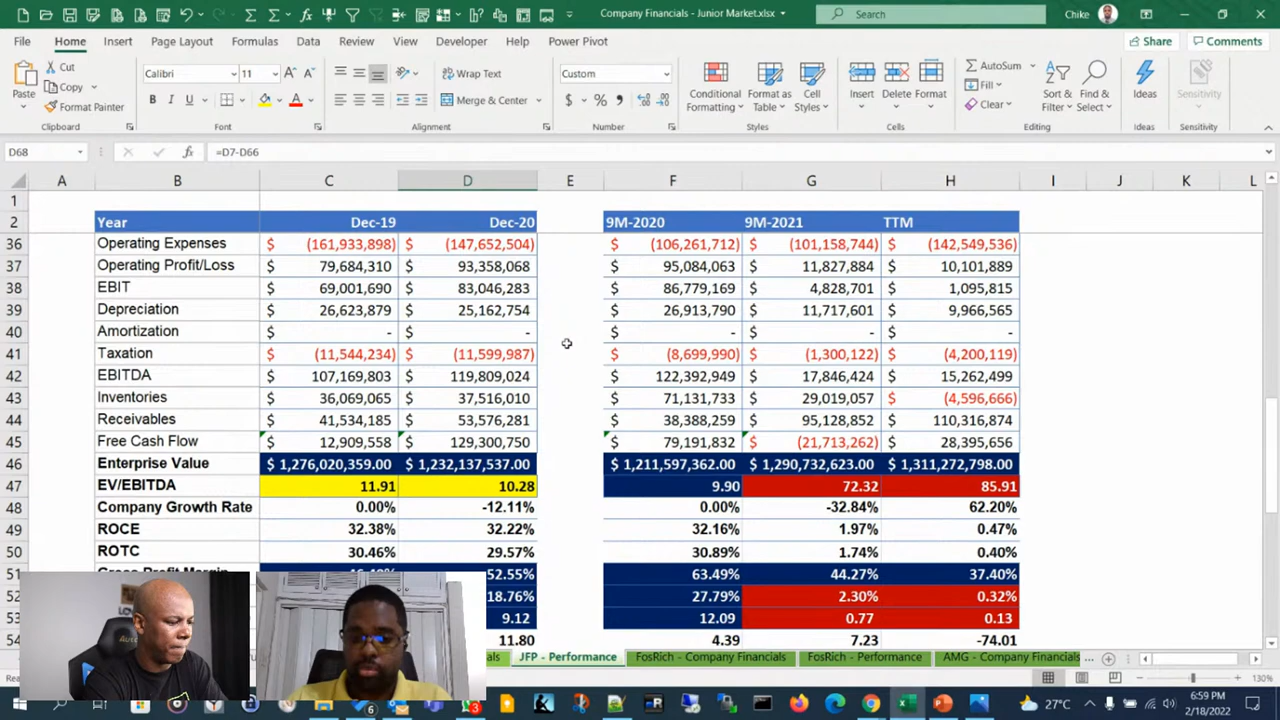 Company Financials - Junior Market.xlsx
Search
Chike
File Home Insert Page Layout Formulas Data Review View Developer Help Power Pivot
Share Comments
Paste
Cut
Copy
Format Painter
Calibri 11
B I U
Wrap Text
Merge & Center
Custom
$ % ,
Conditional Formatting
Format as Table
Cell Styles
Insert Delete Format
AutoSum
Fill
Clear
Sort & Filter
Find & Select
Ideas
Sensitivity
Clipboard Font Alignment Number Styles Cells Editing Ideas Sensitivity
D68 fx =D7-D66
A B C D E F G H I J K L
1
2 Year Dec-19 Dec-20 9M-2020 9M-2021 TTM
36 Operating Expenses $ (161,933,898) $ (147,652,504) $ (106,261,712) $ (101,158,744) $ (142,549,536)
37 Operating Profit/Loss $ 79,684,310 $ 93,358,068 $ 95,084,063 $ 11,827,884 $ 10,101,889
38 EBIT $ 69,001,690 $ 83,046,283 $ 86,779,169 $ 4,828,701 $ 1,095,815
39 Depreciation $ 26,623,879 $ 25,162,754 $ 26,913,790 $ 11,717,601 $ 9,966,565
40 Amortization $ - $ - $ - $ - $ -
41 Taxation $ (11,544,234) $ (11,599,987) $ (8,699,990) $ (1,300,122) $ (4,200,119)
42 EBITDA $ 107,169,803 $ 119,809,024 $ 122,392,949 $ 17,846,424 $ 15,262,499
43 Inventories $ 36,069,065 $ 37,516,010 $ 71,131,733 $ 29,019,057 $ (4,596,666)
44 Receivables $ 41,534,185 $ 53,576,281 $ 38,388,259 $ 95,128,852 $ 110,316,874
45 Free Cash Flow $ 12,909,558 $ 129,300,750 $ 79,191,832 $ (21,713,262) $ 28,395,656
46 Enterprise Value $ 1,276,020,359.00 $ 1,232,137,537.00 $ 1,211,597,362.00 $ 1,290,732,623.00 $ 1,311,272,798.00
47 EV/EBITDA 11.91 10.28 9.90 72.32 85.91
48 Company Growth Rate 0.00% -12.11% 0.00% -32.84% 62.20%
49 ROCE 32.38% 32.22% 32.16% 1.97% 0.47%
50 ROTC 30.46% 29.57% 30.89% 1.74% 0.40%
51 52.55% 63.49% 44.27% 37.40%
52 18.76% 27.79% 2.30% 0.32%
53 9.12 12.09 0.77 0.13
54 11.80 4.39 7.23 -74.01
JFP - Performance FosRich - Company Financials FosRich - Performance AMG - Company Financials ...
130%
27°C
6:59 PM
2/18/2022